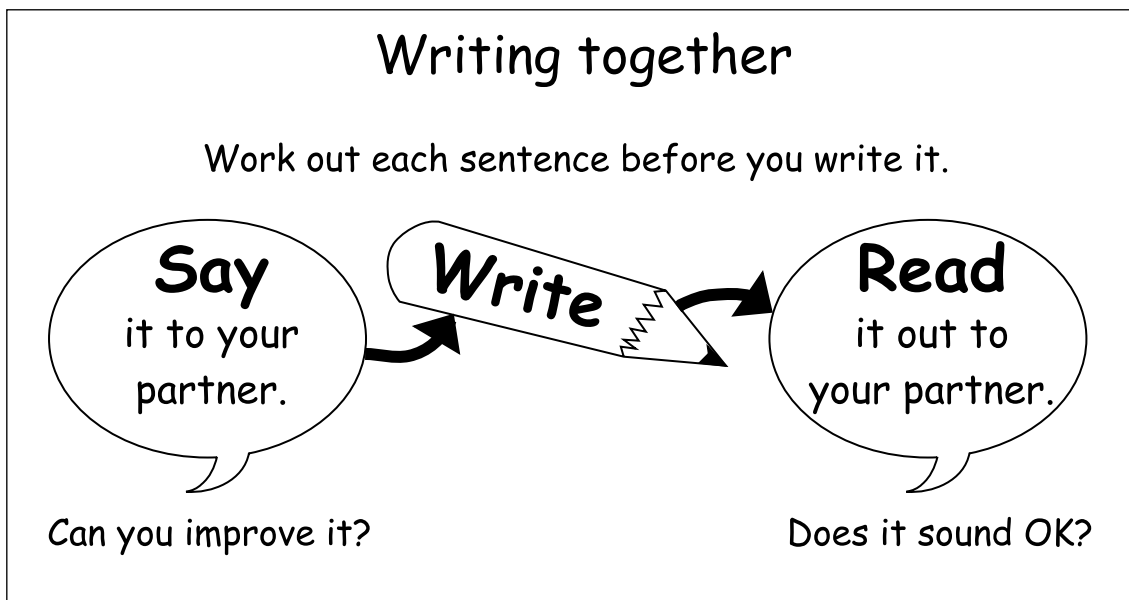 Writing together
Work out each sentence before you write it.
Say
it to your
partner.
Can you improve it?
Write
Read
it out to
your partner.
Does it sound OK?